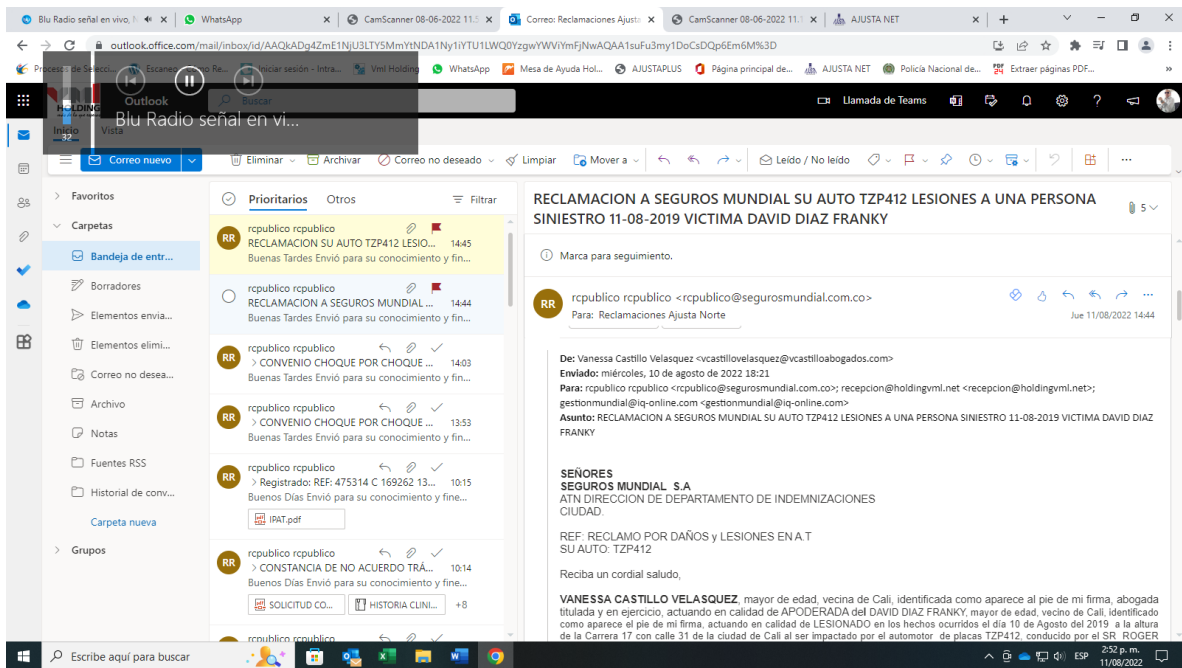 Blu Radio señal en vivo, N
WhatsApp
CamScanner 08-06-2022 11.5
Correo: Reclamaciones Ajusta
CamScanner 08-06-2022 11.1
AJUSTA NET
outlook.office.com/mail/inbox/id/AAQkADg4ZmE1NjU3LTY5MmYtNDA1Ny1iYTU1LWQ0YzgwYWViYmFjNwAQAA1suFu3my1DoCsDQp6Em6M%3D
Procesos de Selecci...
Escaneo
como Re...
Iniciar sesión - Intra...
Vml Holding
WhatsApp
Mesa de Ayuda Hol...
AJUSTAPLUS
Página principal de...
AJUSTA NET
Policía Nacional de...
Extraer páginas PDF...
HOLDING
Outlook
Buscar
Llamada de Teams
Blu Radio señal en vi...
32
Inicio
Vista
Correo nuevo
Eliminar
Archivar
Correo no deseado
Limpiar
Mover a
Leído / No leído
Favoritos
Carpetas
Bandeja de entr...
Borradores
Elementos envia...
Elementos elimi...
Correo no desea...
Archivo
Notas
Fuentes RSS
Historial de conv...
Carpeta nueva
Grupos
Prioritarios
Otros
Filtrar
RR
rcpublico rcpublico
RECLAMACION SU AUTO TZP412 LESIO...
14:45
Buenas Tardes Envió para su conocimiento y fin...
rcpublico rcpublico
RECLAMACION A SEGUROS MUNDIAL ...
14:44
Buenas Tardes Envió para su conocimiento y fin...
RR
rcpublico rcpublico
> CONVENIO CHOQUE POR CHOQUE ...
14:03
Buenas Tardes Envió para su conocimiento y fin...
RR
rcpublico rcpublico
> CONVENIO CHOQUE POR CHOQUE ...
13:53
Buenas Tardes Envió para su conocimiento y fin...
RR
rcpublico rcpublico
> Registrado: REF: 475314 C 169262 13...
10:15
Buenos Días Envió para su conocimiento y fine...
IPAT.pdf
RR
rcpublico rcpublico
> CONSTANCIA DE NO ACUERDO TRÁ...
10:14
Buenos Días Envió para su conocimiento y fine...
SOLICITUD CO...
HISTORIA CLINI...
+8
rcpublico rcpublico
RECLAMACION A SEGUROS MUNDIAL SU AUTO TZP412 LESIONES A UNA PERSONA
SINIESTRO 11-08-2019 VICTIMA DAVID DIAZ FRANKY
5
Marca para seguimiento.
RR
rcpublico rcpublico <rcpublico@segurosmundial.com.co>
Para: Reclamaciones Ajusta Norte
Jue 11/08/2022 14:44
De: Vanessa Castillo Velasquez <vcastillovelasquez@vcastilloabogados.com>
Enviado: miércoles, 10 de agosto de 2022 18:21
Para: rcpublico rcpublico <rcpublico@segurosmundial.com.co>; recepcion@holdingvml.net <recepcion@holdingvml.net>;
gestionmundial@iq-online.com <gestionmundial@iq-online.com>
Asunto: RECLAMACION A SEGUROS MUNDIAL SU AUTO TZP412 LESIONES A UNA PERSONA SINIESTRO 11-08-2019 VICTIMA DAVID DIAZ
FRANKY
SEÑORES
SEGUROS MUNDIAL S.A
ATN DIRECCION DE DEPARTAMENTO DE INDEMNIZACIONES
CIUDAD.
REF: RECLAMO POR DAÑOS y LESIONES EN A.T
SU AUTO: TZP412
Reciba un cordial saludo,
VANESSA CASTILLO VELASQUEZ, mayor de edad, vecina de Cali, identificada como aparece al pie de mi firma, abogada
titulada y en ejercicio, actuando en calidad de APODERADA del DAVID DIAZ FRANKY, mayor de edad, vecino de Cali, identificado
como aparece el pie de mi firma, actuando en calidad de LESIONADO en los hechos ocurridos el día 10 de Agosto del 2019 a la altura
de la Carrera 17 con calle 31 de la ciudad de Cali al ser impactado por el automotor de placas TZP412, conducido por el SR ROGER
Escribe aquí para buscar
ESP
2:52 p. m.
11/08/2022